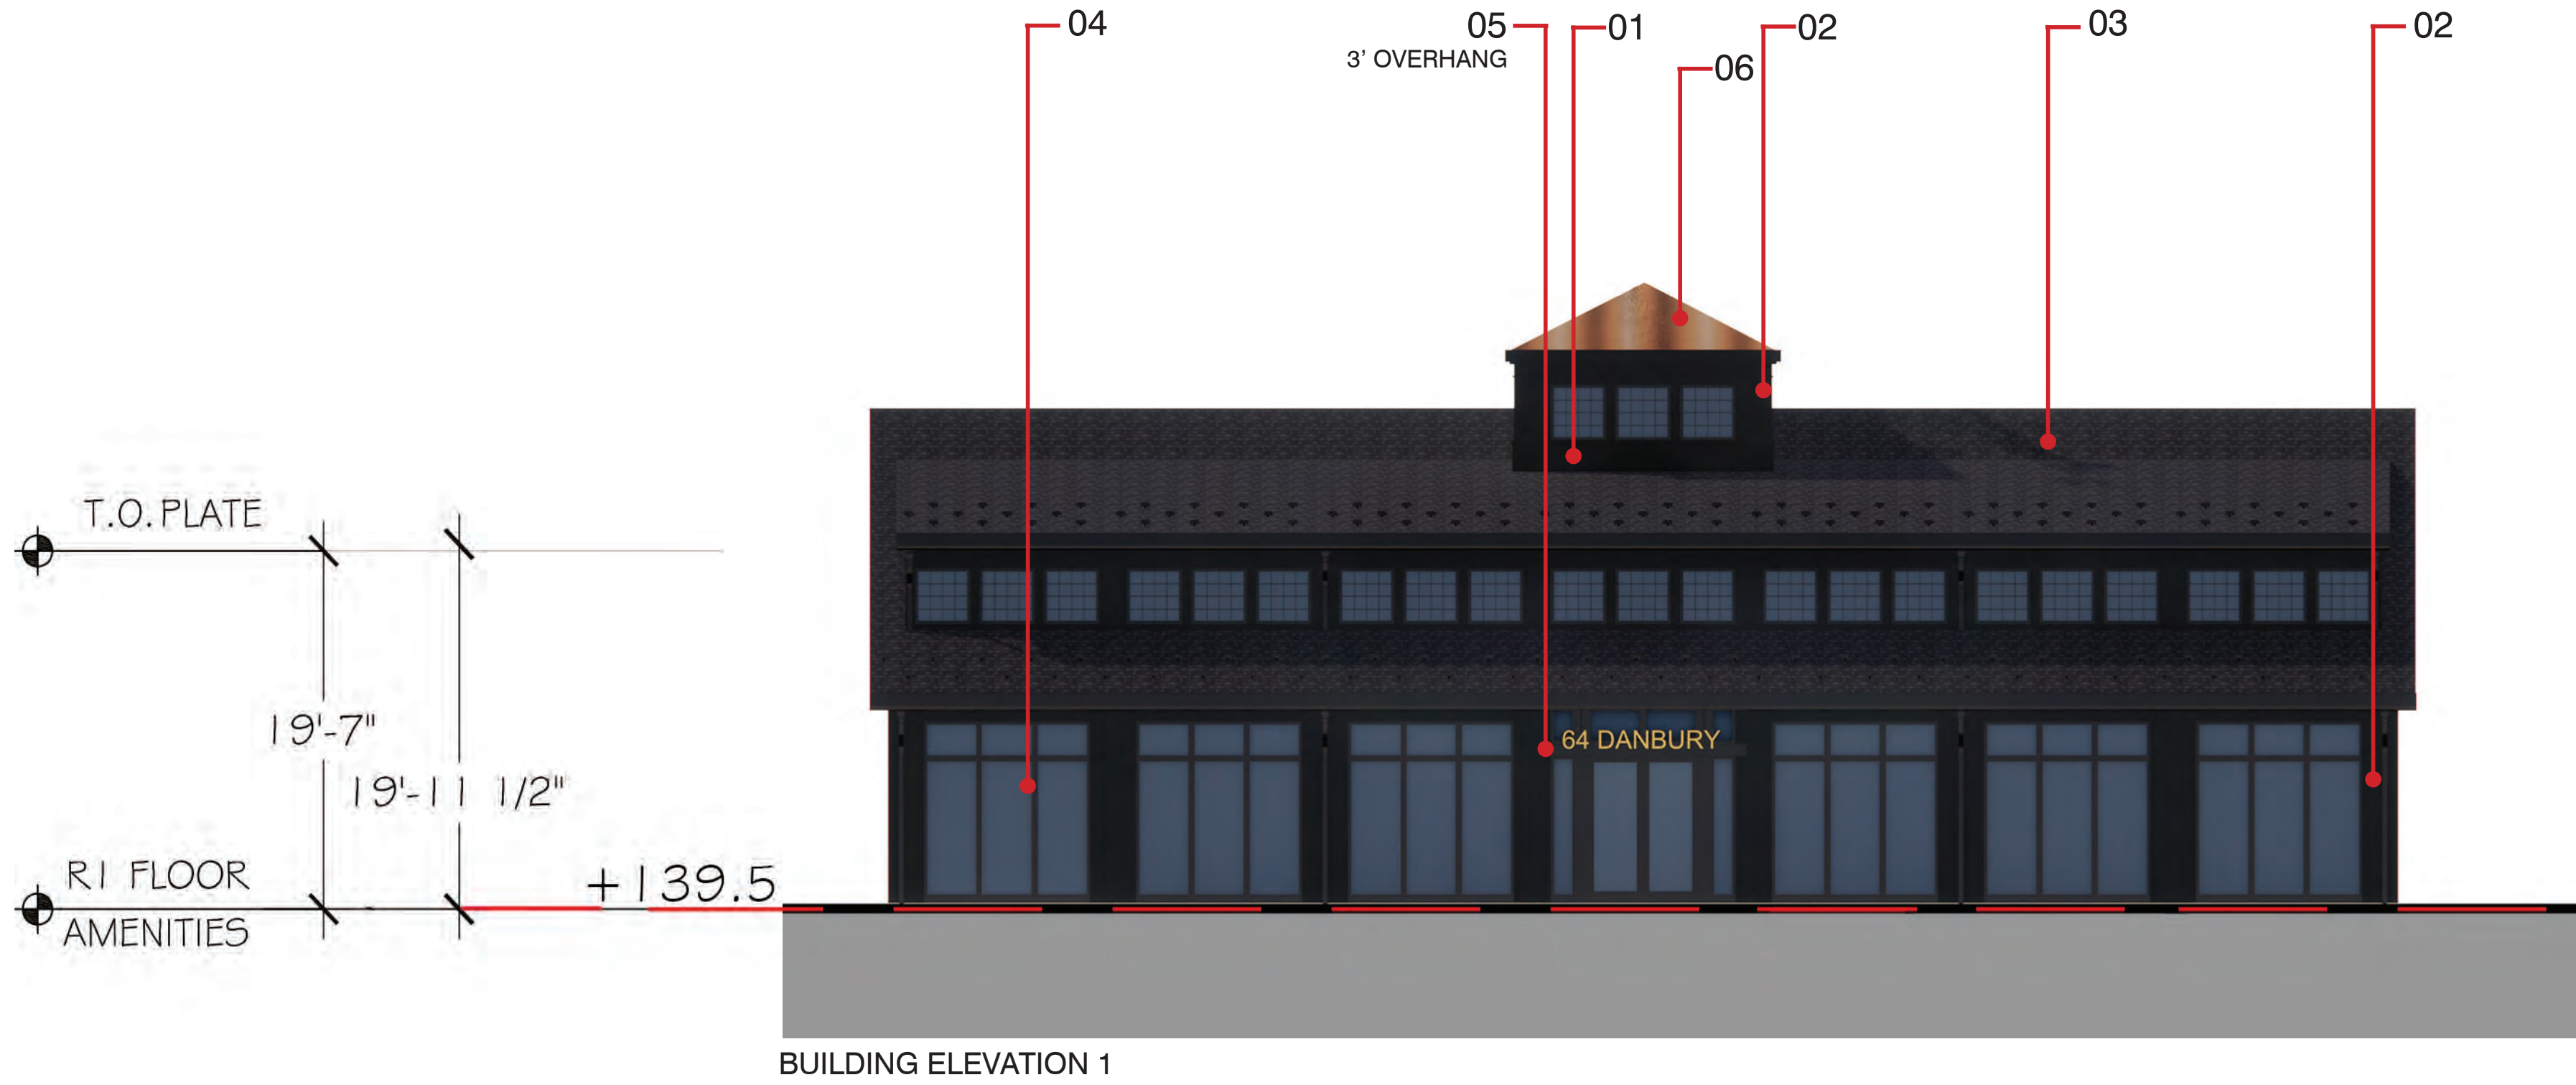 04
05
01
02
03
02
3' OVERHANG
06
T.O. PLATE
19'-7"
64 DANBURY
19'-11 1/2"
R1 FLOOR
+139.5
AMENITIES
BUILDING ELEVATION 1